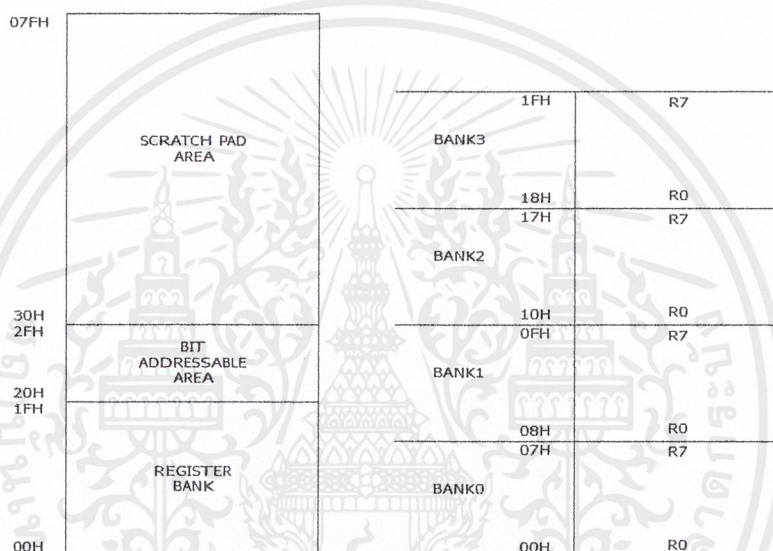 07FH
SCRATCH PAD
AREA
30H
2FH
BIT
ADDRESSABLE
AREA
20H
1FH
REGISTER
BANK
00H
1FH R7
BANK3
18H R0
17H R7
BANK2
10H R0
0FH R7
BANK1
08H R0
07H R7
BANK0
00H R0